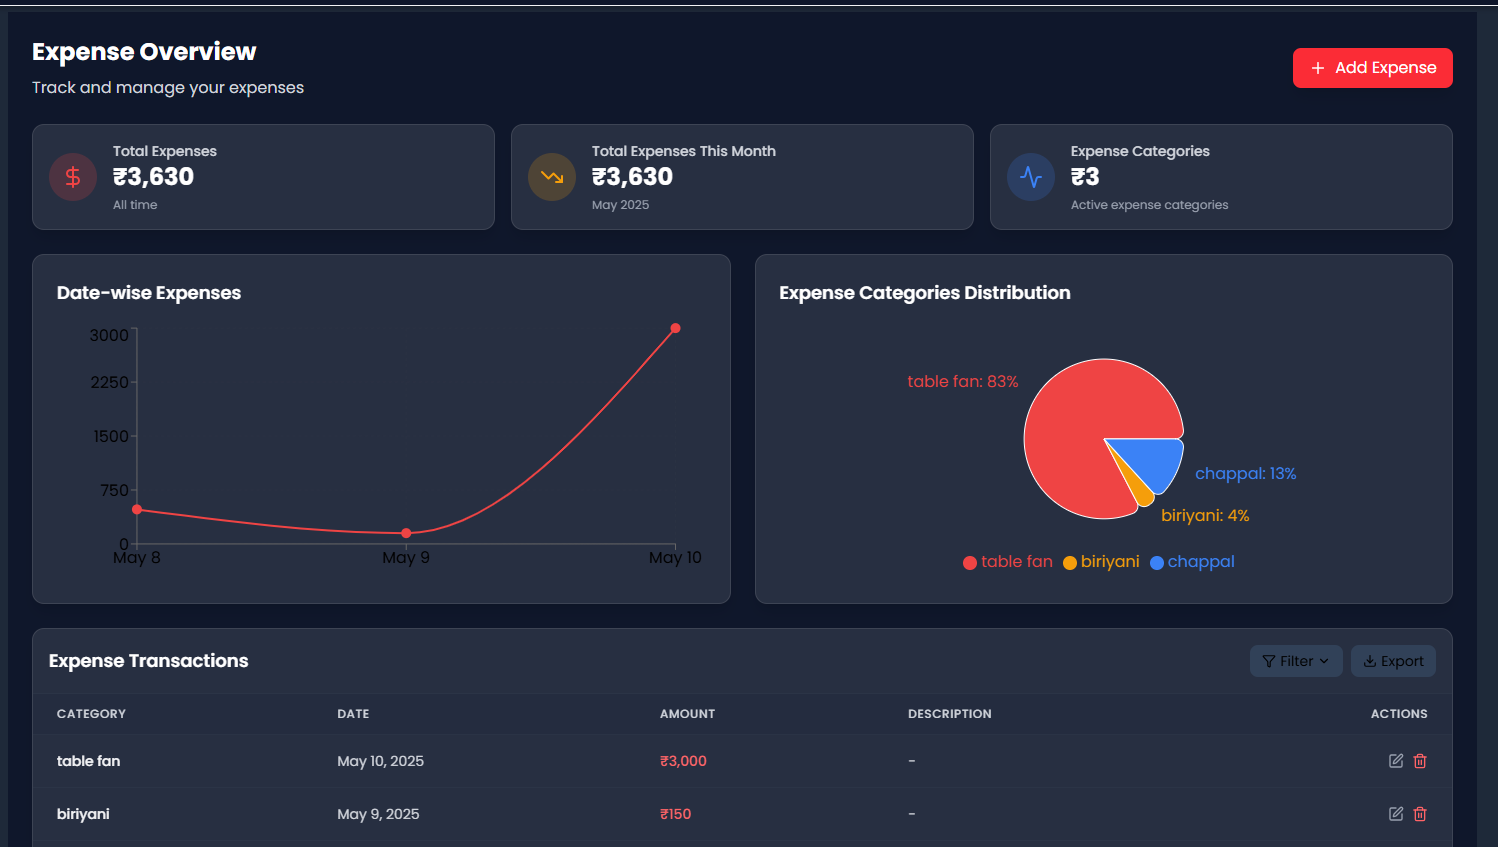 Expense Overview
Track and manage your expenses
+ Add Expense
Total Expenses
₹3,630
All time
Total Expenses This Month
₹3,630
May 2025
Expense Categories
₹3
Active expense categories
Date-wise Expenses
3000
2250
1500
750
0
May 8 May 9 May 10
Expense Categories Distribution
table fan: 83%
chappal: 13%
biriyani: 4%
table fan biriyani chappal
Expense Transactions
Filter Export
CATEGORY DATE AMOUNT DESCRIPTION ACTIONS
table fan May 10, 2025 ₹3,000 -
biriyani May 9, 2025 ₹150 -